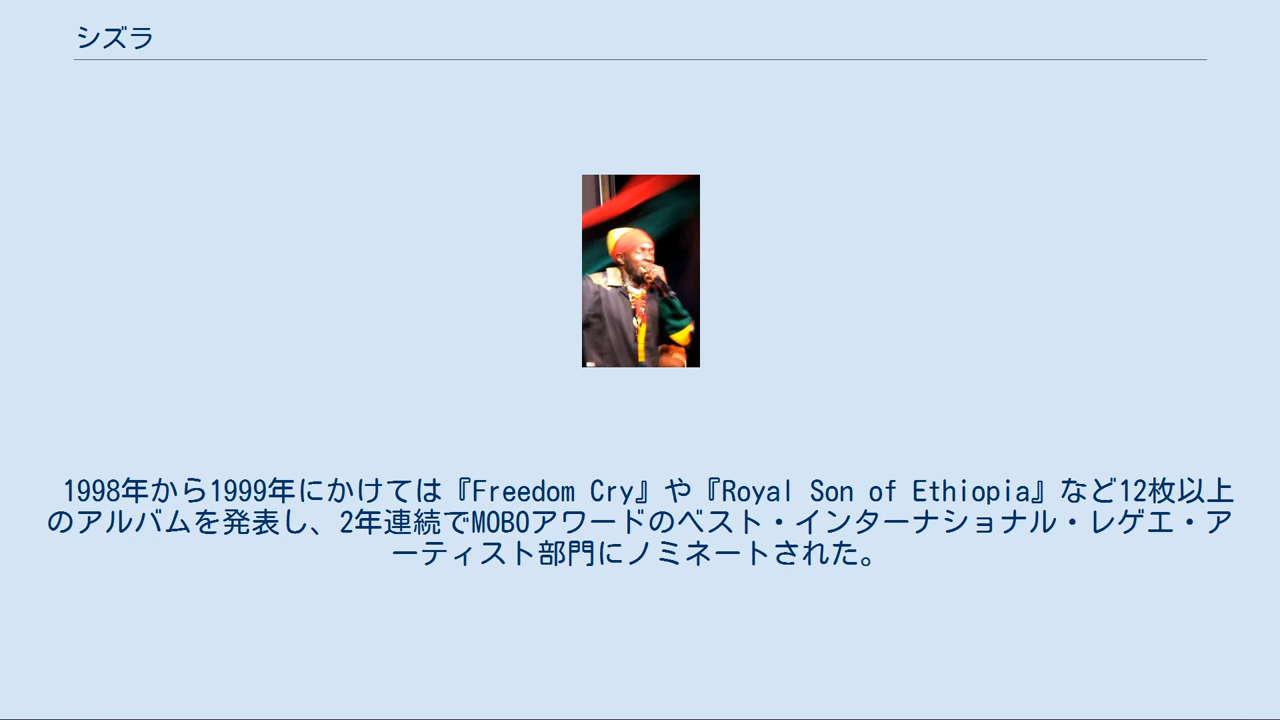 シズラ
1998年から1999年にかけては『Freedom Cry』や『Royal Son of Ethiopia』など12枚以上
のアルバムを発表し、2年連続でMOBOアワードのベスト・インターナショナル・レゲエ・ア
ーティスト部門にノミネートされた。